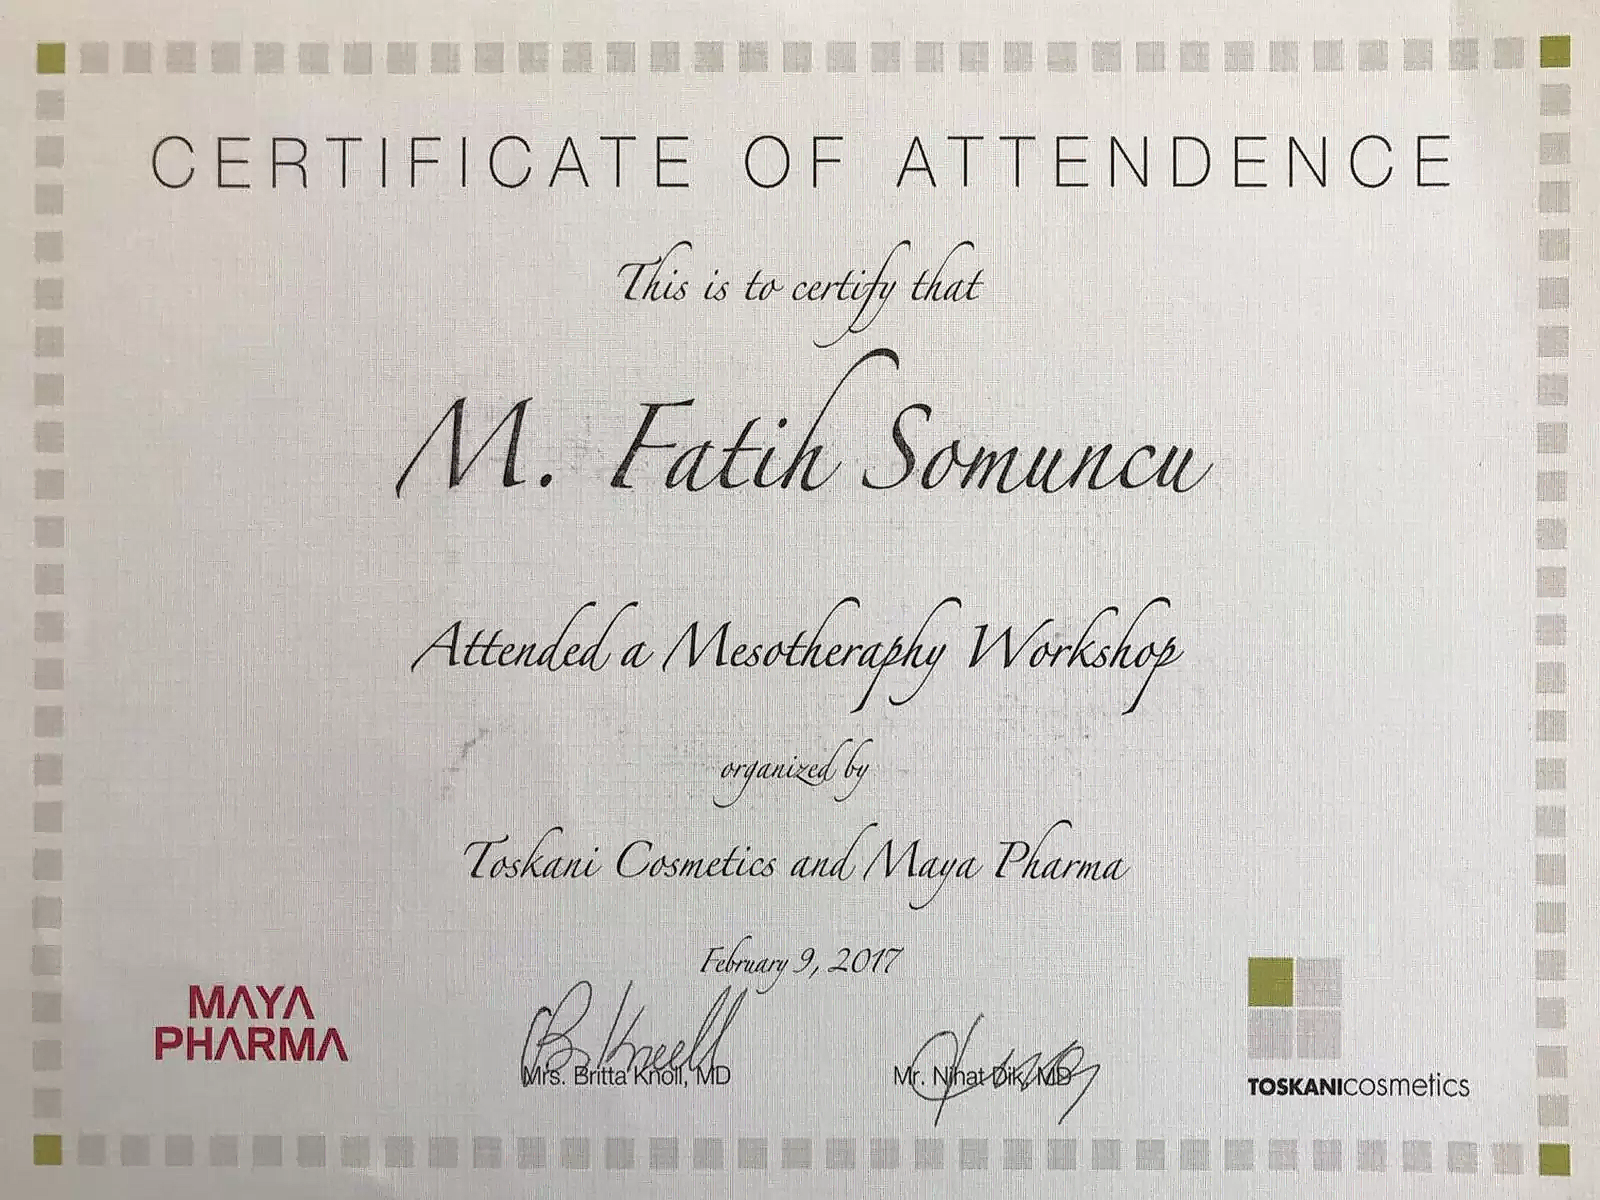 CERTIFICATE OF ATTENDENCE
This is to certify that
M. Fatih Somuncu
Attended a Mesotheraphy Workshop
organized by
Toskani Cosmetics and Maya Pharma
February 9, 2017
MAYA
PHARMA
B. Knoll
Mrs. Britta Knoll, MD
Mr. Nihat Dik, MD
TOSKANIcosmetics